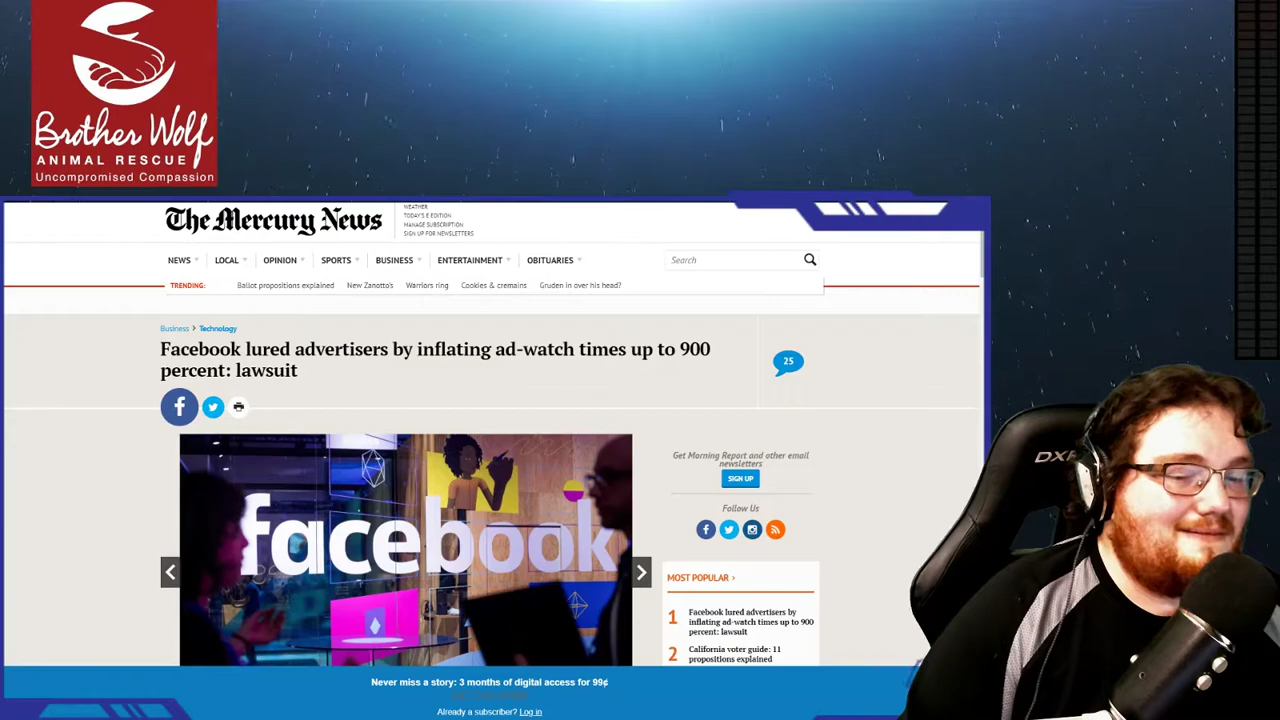 Brother Wolf
ANIMAL RESCUE
Uncompromised Compassion
The Mercury News
WEATHER
TODAY'S E EDITION
MANAGE SUBSCRIPTION
SIGN UP FOR NEWSLETTERS
NEWS LOCAL OPINION SPORTS BUSINESS ENTERTAINMENT OBITUARIES
Search
TRENDING: Ballot propositions explained New Zanotto's Warriors ring Cookies & cremains Gruden in over his head?
Business > Technology
Facebook lured advertisers by inflating ad-watch times up to 900
percent: lawsuit
25
facebook
Get Morning Report and other email
newsletters
SIGN UP
Follow Us
MOST POPULAR >
1 Facebook lured advertisers by
inflating ad-watch times up to 900
percent: lawsuit
2 California voter guide: 11
propositions explained
Never miss a story: 3 months of digital access for 99¢
Already a subscriber? Log in
DXR